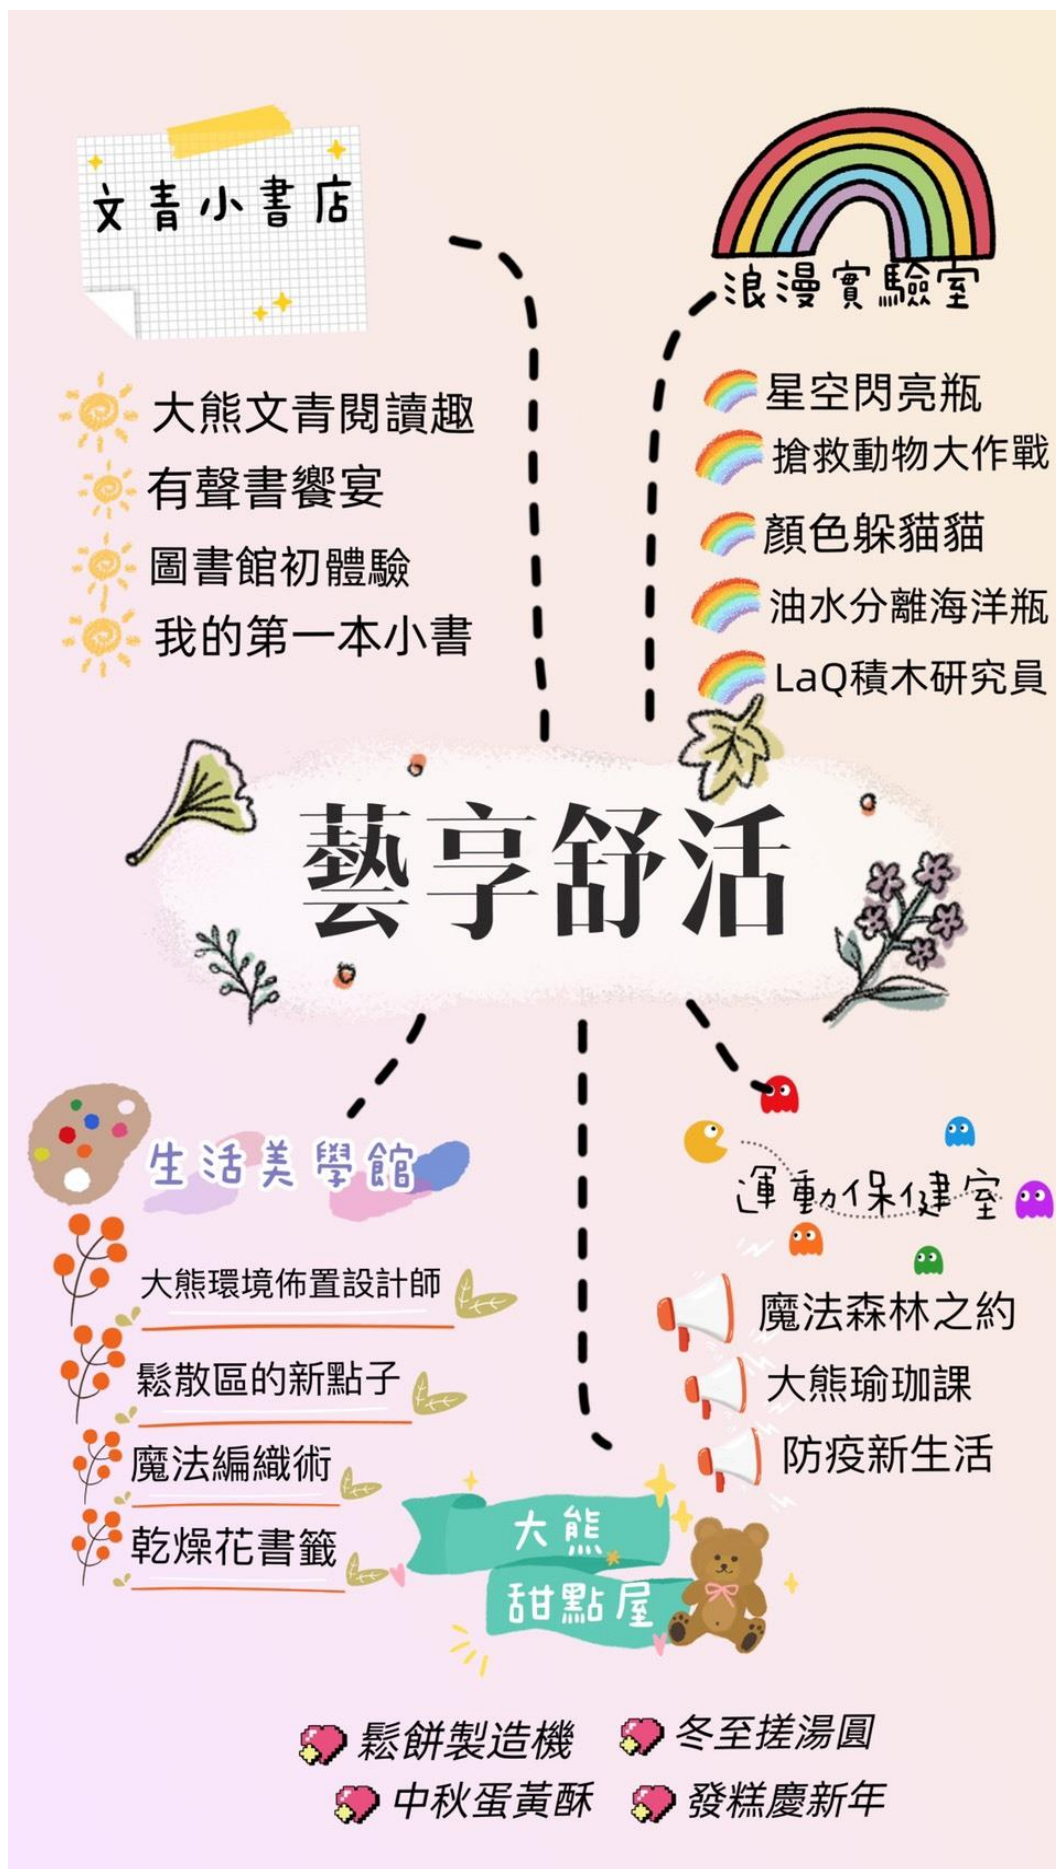 文青小書店
大熊文青閱讀趣
有聲書饗宴
圖書館初體驗
我的第一本小書
浪漫實驗室
星空閃亮瓶
搶救動物大作戰
顏色躲貓貓
油水分離海洋瓶
LaQ積木研究員
藝享舒活
生活美學館
大熊環境佈置設計師
鬆散區的新點子
魔法編織術
乾燥花書籤
運動保健室
魔法森林之約
大熊瑜珈課
防疫新生活
大熊
甜點屋
鬆餅製造機
冬至搓湯圓
中秋蛋黃酥
發糕慶新年